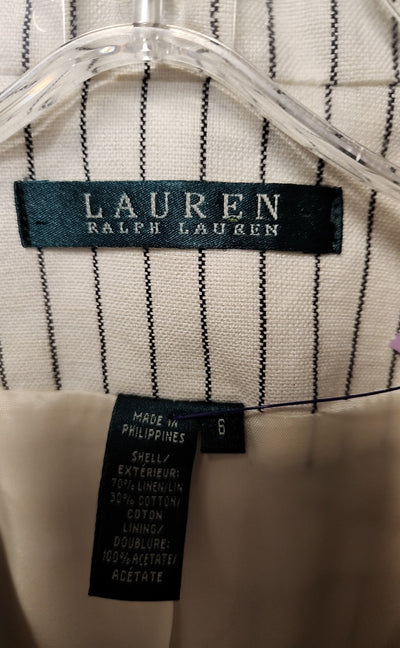 LAUREN
RALPH LAUREN
MADE IN
PHILIPPINES
6
SHELL/
EXTÉRIEUR:
70% LINEN/LIN
30% COTTON/
COTON
LINING/
DOUBLURE:
100% ACETATE/
ACÉTATE